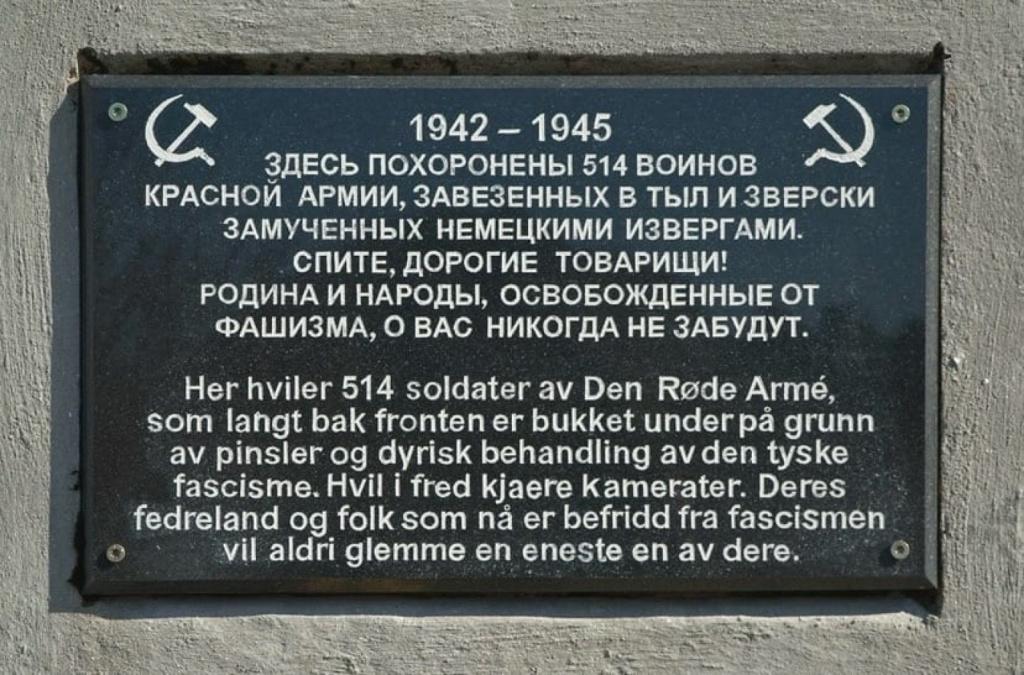 1942 – 1945
ЗДЕСЬ ПОХОРОНЕНЫ 514 ВОИНОВ
КРАСНОЙ АРМИИ, ЗАВЕЗЕННЫХ В ТЫЛ И ЗВЕРСКИ
ЗАМУЧЕННЫХ НЕМЕЦКИМИ ИЗВЕРГАМИ.
СПИТЕ, ДОРОГИЕ ТОВАРИЩИ!
РОДИНА И НАРОДЫ, ОСВОБОЖДЕННЫЕ ОТ
ФАШИЗМА, О ВАС НИКОГДА НЕ ЗАБУДУТ.
Her hviler 514 soldater av Den Røde Armé,
som langt bak fronten er bukket under på grunn
av pinsler og dyrisk behandling av den tyske
fascisme. Hvil i fred kjaere kamerater. Deres
fedreland og folk som nå er befridd fra fascismen
vil aldri glemme en eneste en av dere.